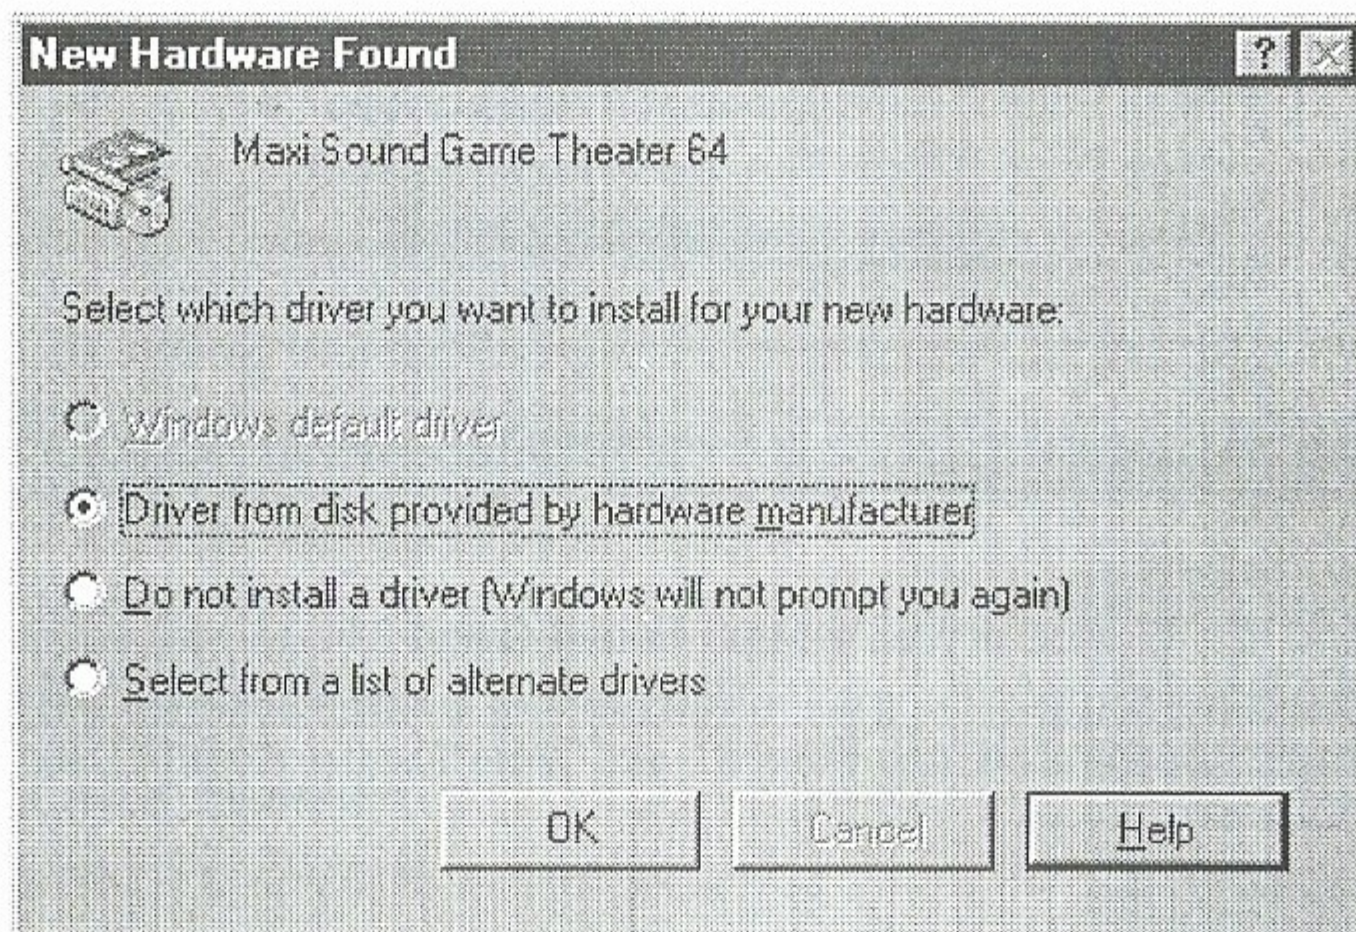 New Hardware Found
?
Maxi Sound Game Theater 64
Select which driver you want to install for your new hardware:
Windows default driver
Driver from disk provided by hardware manufacturer
Do not install a driver (Windows will not prompt you again)
Select from a list of alternate drivers
OK
Cancel
Help